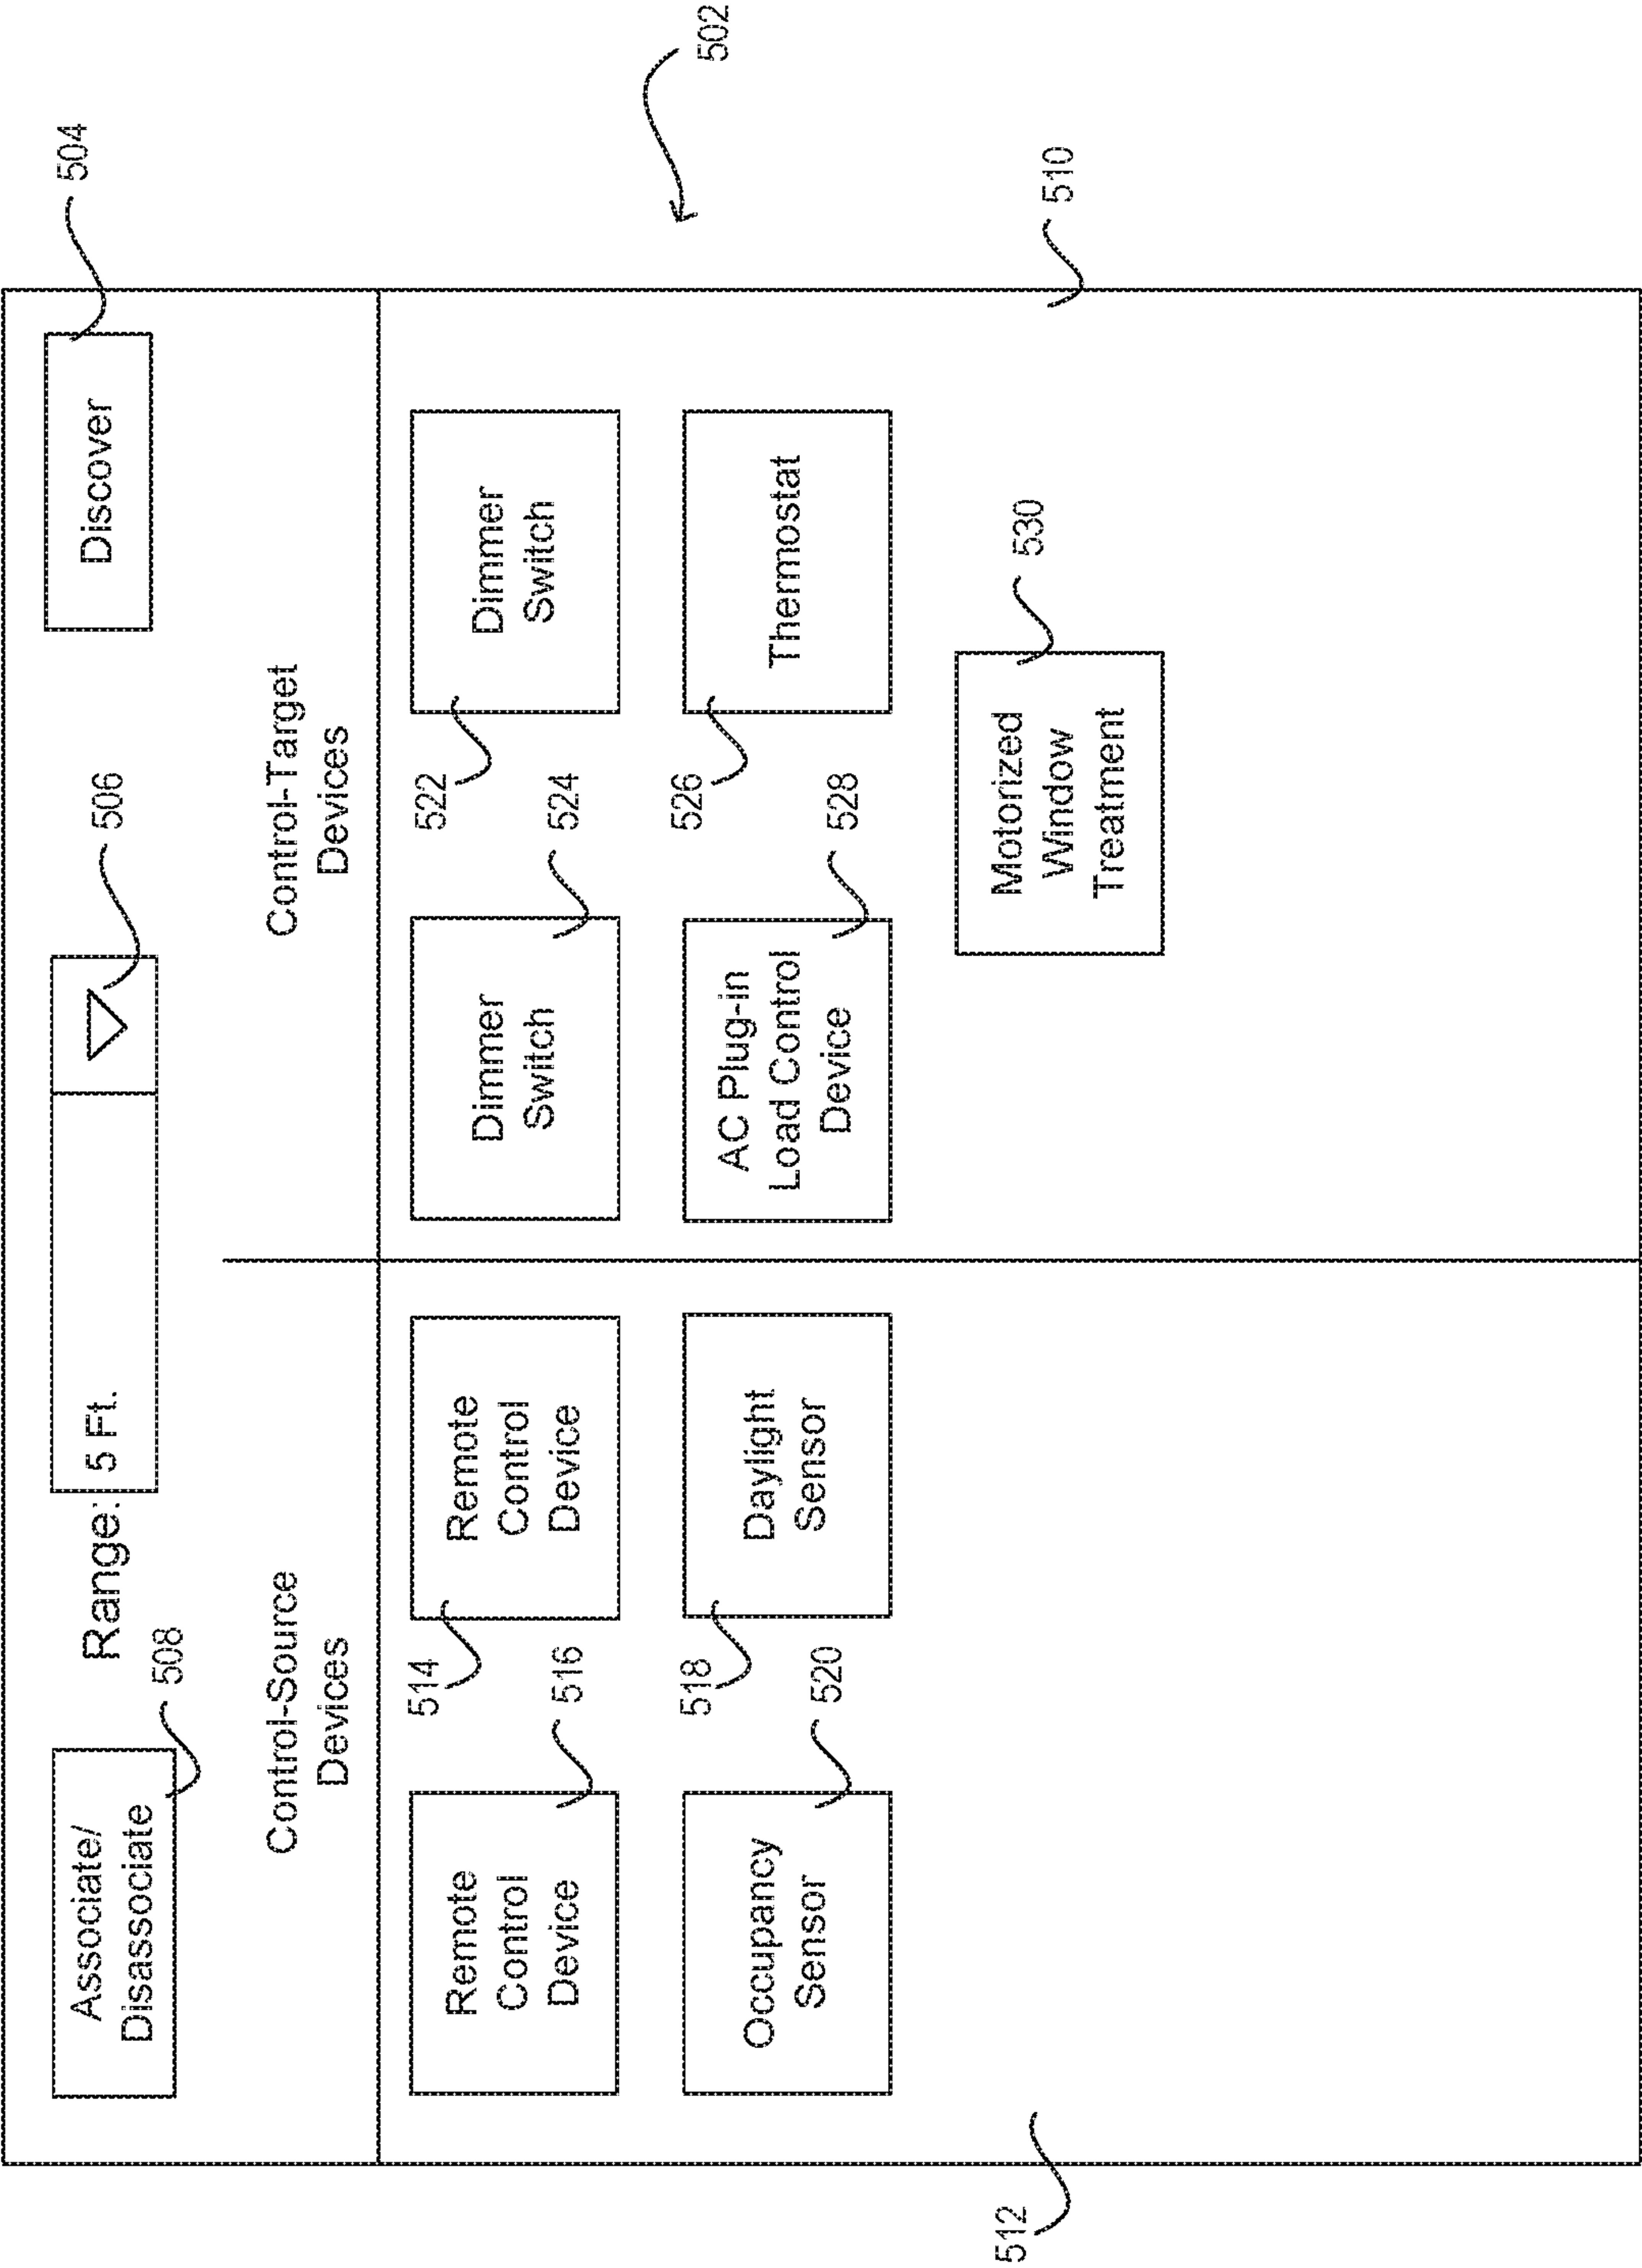 502
Associate/
Disassociate
508
Range:
5 Ft.
506
Discover
504
Control-Source
Devices
Control-Target
Devices
Remote
Control
Device
516
514
Remote
Control
Device
Dimmer
Switch
524
522
Dimmer
Switch
Occupancy
Sensor
520
518
Daylight
Sensor
AC Plug-in
Load Control
Device
528
526
Thermostat
Motorized
Window
Treatment
530
512
510